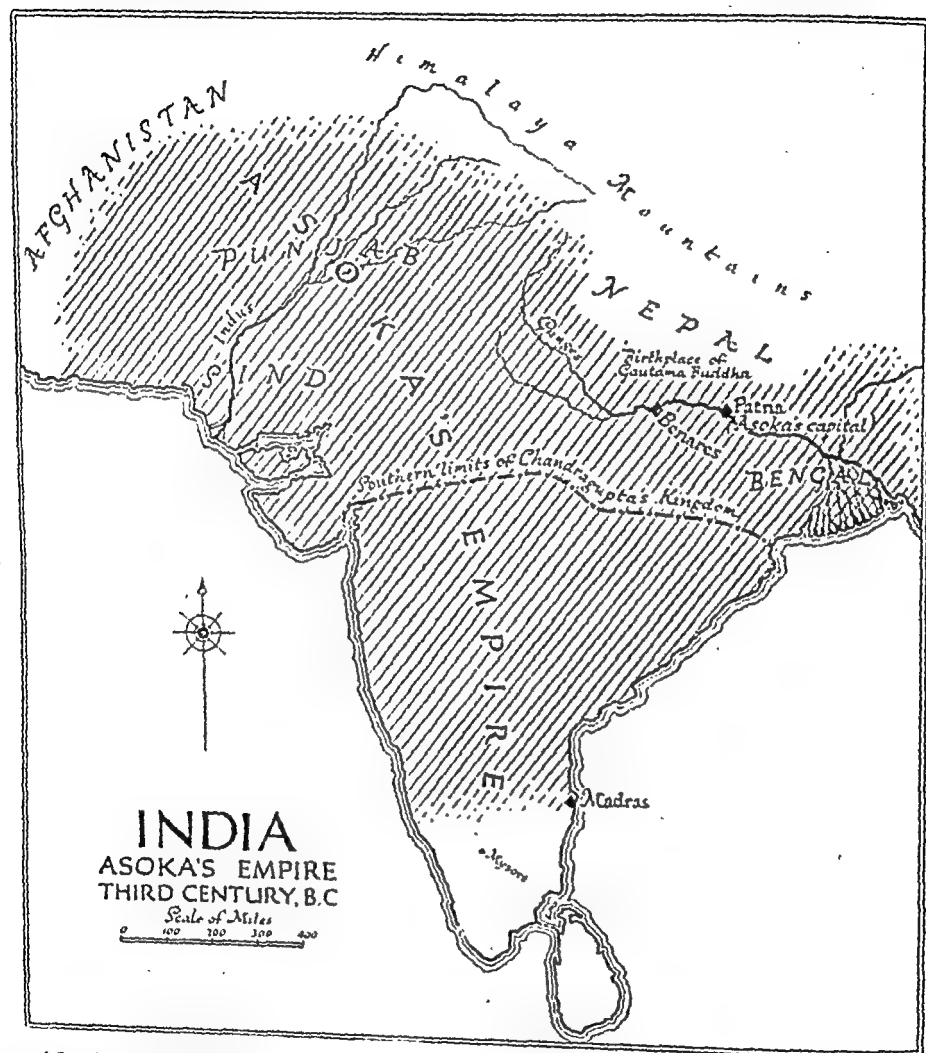 Himalaya Mountains
AFGHANISTAN
ASOKA'S EMPIRE
PUNJAB
NEPAL
Indus
SIND
Ganges
Birthplace of
Gautama Buddha
Patna
Asoka's capital
Benares
Southern limits of Chandragupta's Kingdom
BENGAL
Madras
Mysore
INDIA
ASOKA'S EMPIRE
THIRD CENTURY, B.C
Scale of Miles
0 100 200 300 400